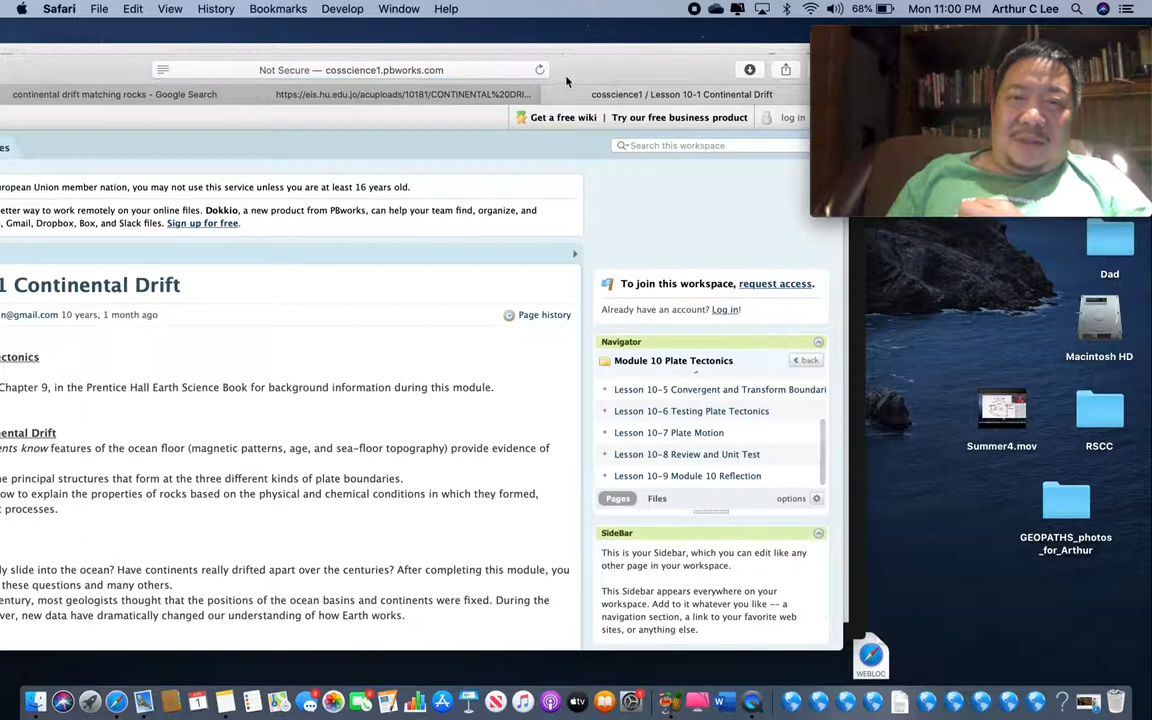 Safari File Edit View History Bookmarks Develop Window Help 68% Mon 11:00 PM Arthur C Lee
Not Secure — cosscience1.pbworks.com
continental drift matching rocks - Google Search https://eis.hu.edu.jo/acuploads/10181/CONTINENTAL%20DRI... cosscience1 / Lesson 10-1 Continental Drift
Get a free wiki | Try our free business product log in
es
Search this workspace
uropean Union member nation, you may not use this service unless you are at least 16 years old.
etter way to work remotely on your online files. Dokkio, a new product from PBworks, can help your team find, organize, and
, Gmail, Dropbox, Box, and Slack files. Sign up for free.
1 Continental Drift
n@gmail.com 10 years, 1 month ago
Page history
ectonics
Chapter 9, in the Prentice Hall Earth Science Book for background information during this module.
nental Drift
ents know features of the ocean floor (magnetic patterns, age, and sea-floor topography) provide evidence of
ne principal structures that form at the three different kinds of plate boundaries.
ow to explain the properties of rocks based on the physical and chemical conditions in which they formed,
c processes.
ly slide into the ocean? Have continents really drifted apart over the centuries? After completing this module, you
these questions and many others.
entury, most geologists thought that the positions of the ocean basins and continents were fixed. During the
ver, new data have dramatically changed our understanding of how Earth works.
To join this workspace, request access.
Already have an account? Log in!
Navigator
Module 10 Plate Tectonics back
Lesson 10-5 Convergent and Transform Boundari
Lesson 10-6 Testing Plate Tectonics
Lesson 10-7 Plate Motion
Lesson 10-8 Review and Unit Test
Lesson 10-9 Module 10 Reflection
Pages Files options
SideBar
This is your Sidebar, which you can edit like any
other page in your workspace.
This Sidebar appears everywhere on your
workspace. Add to it whatever you like -- a
navigation section, a link to your favorite web
sites, or anything else.
Dad
Macintosh HD
Summer4.mov
RSCC
GEOPATHS_photos
_for_Arthur
WEBLOC